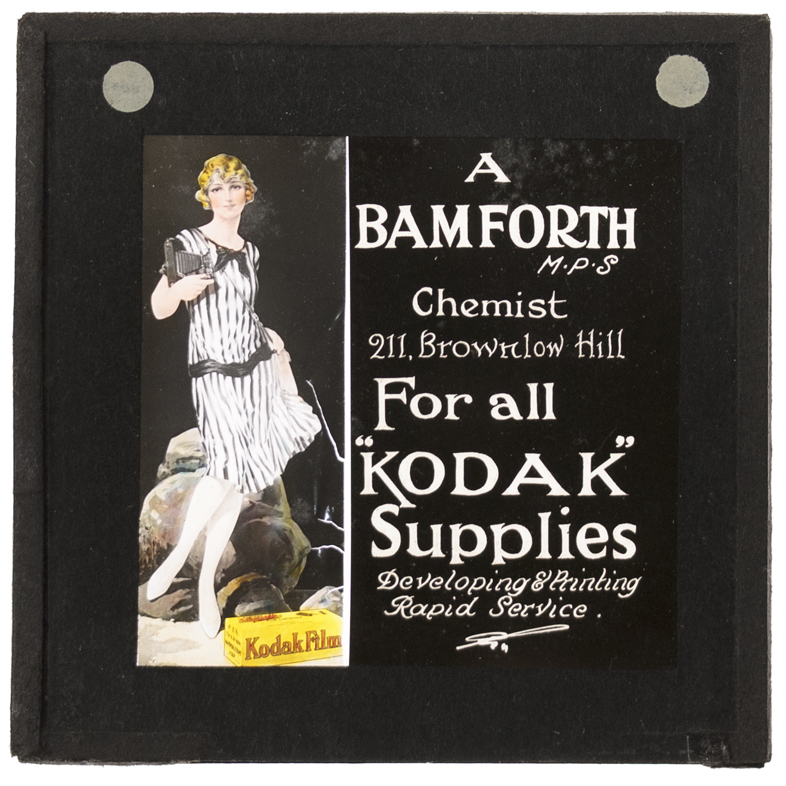 A
BAMFORTH
M.P.S
Chemist
211, Brownlow Hill
For all
"KODAK"
Supplies
Developing & Printing
Rapid Service.
Kodak Film